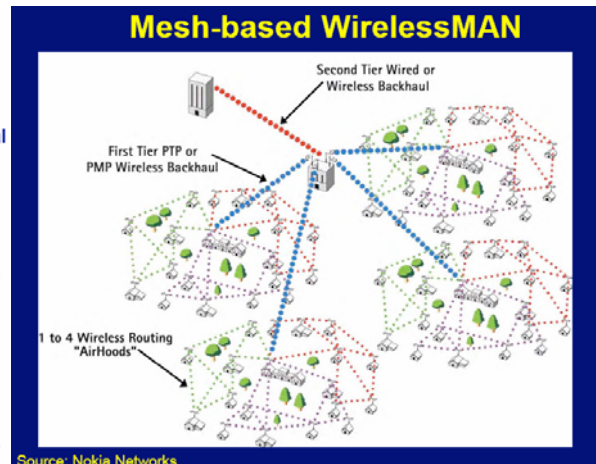 Mesh-based WirelessMAN
Second Tier Wired or
Wireless Backhaul
al
First Tier PTP or
PMP Wireless Backhaul
1 to 4 Wireless Routing
"AirHoods"
Source: Nokia Networks